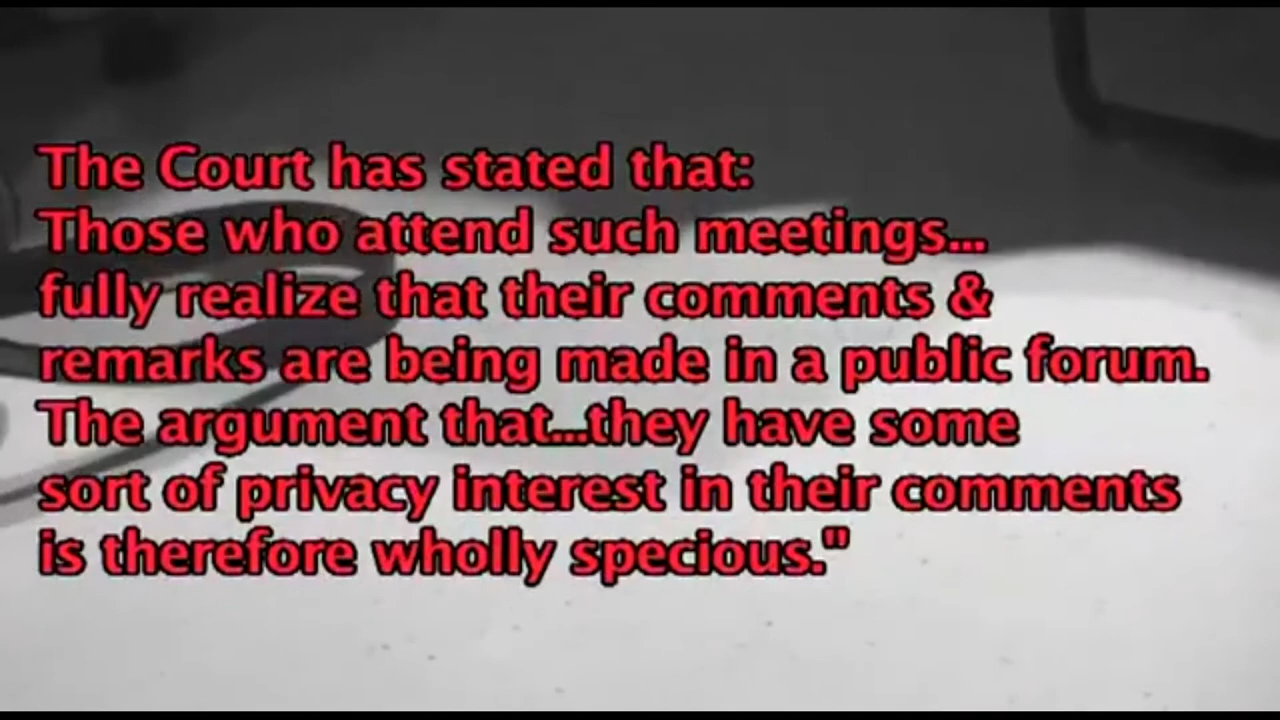 The Court has stated that:
Those who attend such meetings...
fully realize that their comments &
remarks are being made in a public forum.
The argument that...they have some
sort of privacy interest in their comments
is therefore wholly specious."